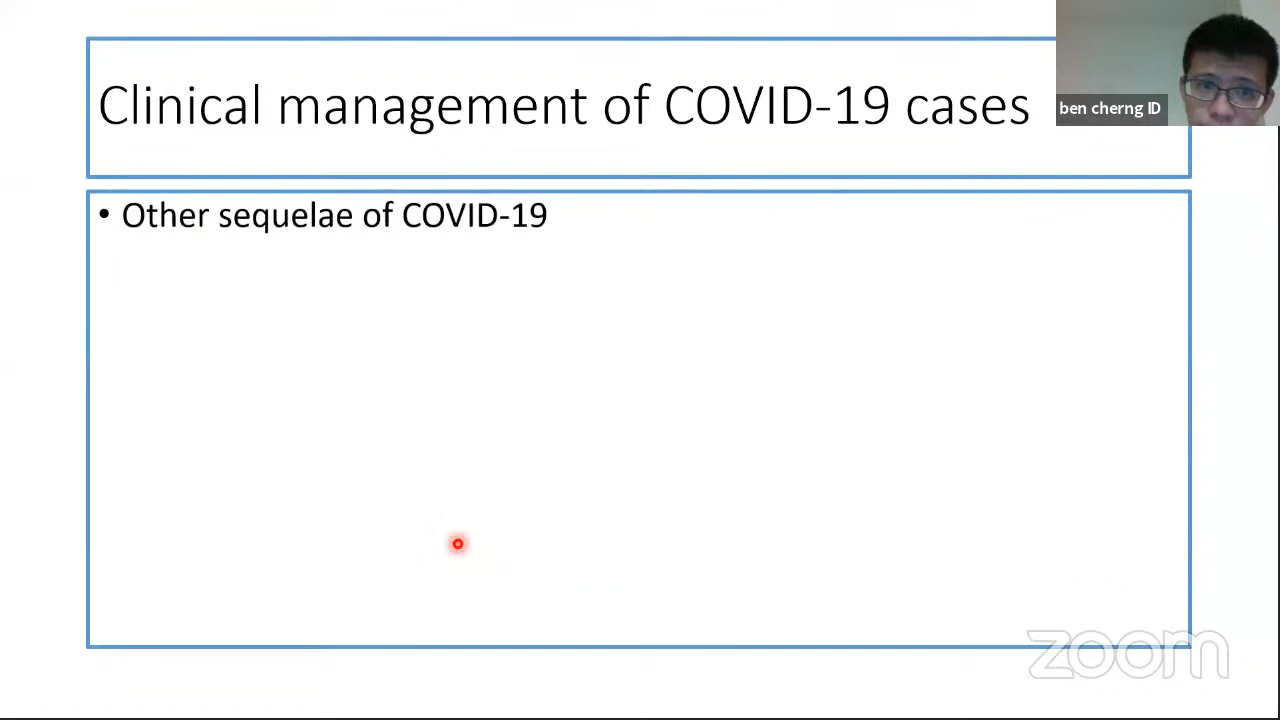 Clinical management of COVID-19 cases
ben cherng ID
• Other sequelae of COVID-19
zoom